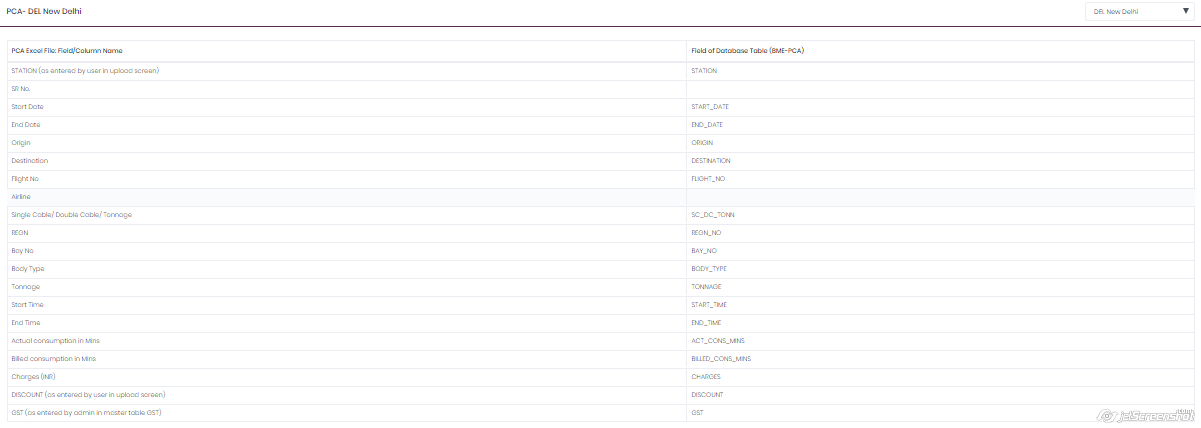 PCA- DEL New Delhi
DEL New Delhi
PCA Excel File: Field/Column Name Field of Database Table (BME-PCA)
STATION (as entered by user in upload screen) STATION
SR No.
Start Date START_DATE
End Date END_DATE
Origin ORIGIN
Destination DESTINATION
Flight No FLIGHT_NO
Airline
Single Cable/ Double Cable/ Tonnage SC_DC_TONN
REGN REGN_NO
Bay No BAY_NO
Body Type BODY_TYPE
Tonnage TONNAGE
Start Time START_TIME
End Time END_TIME
Actual consumption in Mins ACT_CONS_MINS
Billed consumption in Mins BILLED_CONS_MINS
Charges (INR) CHARGES
DISCOUNT (as entered by user in upload screen) DISCOUNT
GST (as entered by admin in master table GST) GST
jetScreenshot